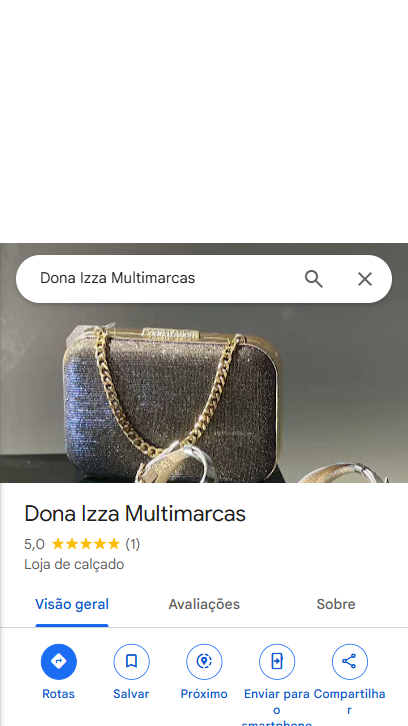 Dona Izza Multimarcas
Dona Izza Multimarcas
5,0 (1)
Loja de calçado
Visão geral
Avaliações
Sobre
Rotas
Salvar
Próximo
Enviar para o smartphone
Compartilhar